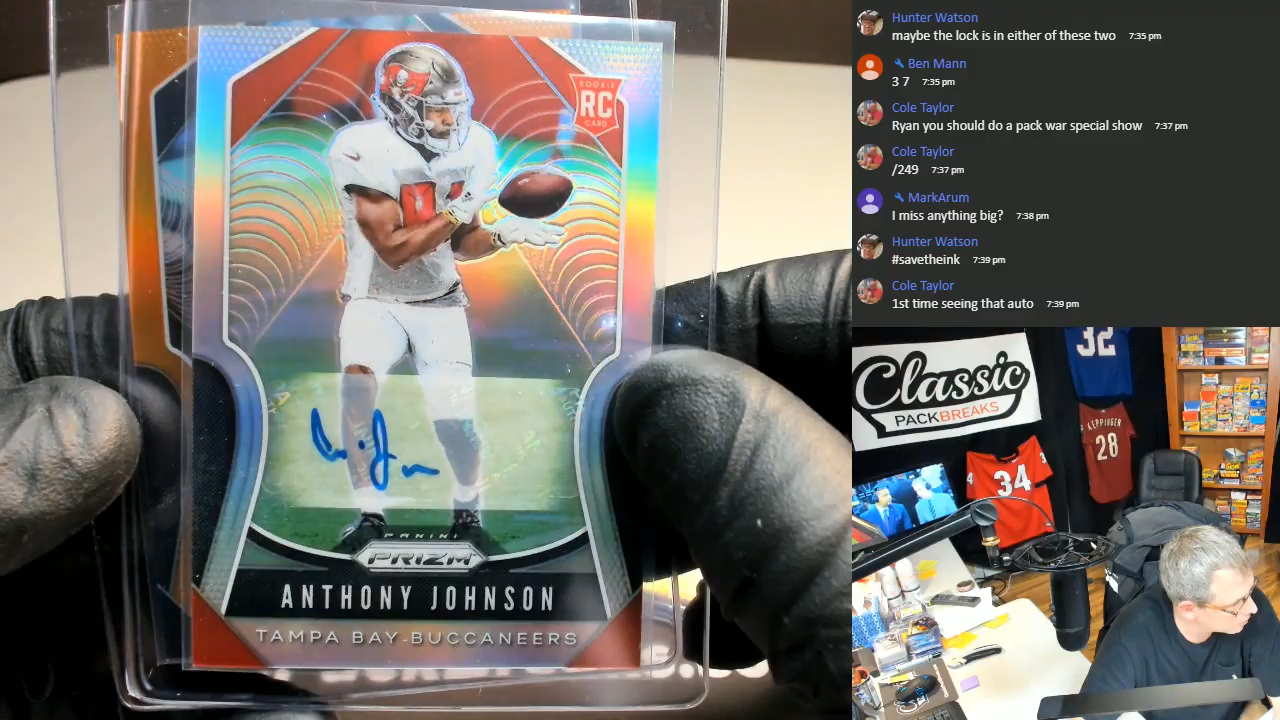 ROOKIE
RC
CARD
PANINI
PRIZM
ANTHONY JOHNSON
TAMPA BAY BUCCANEERS
Hunter Watson
maybe the lock is in either of these two 7:35 pm
Ben Mann
3 7 7:35 pm
Cole Taylor
Ryan you should do a pack war special show 7:37 pm
Cole Taylor
/249 7:37 pm
MarkArum
I miss anything big? 7:38 pm
Hunter Watson
#savetheink 7:39 pm
Cole Taylor
1st time seeing that auto 7:39 pm
Classic
PACKBREAKS
32
KEPPINGER
28
34